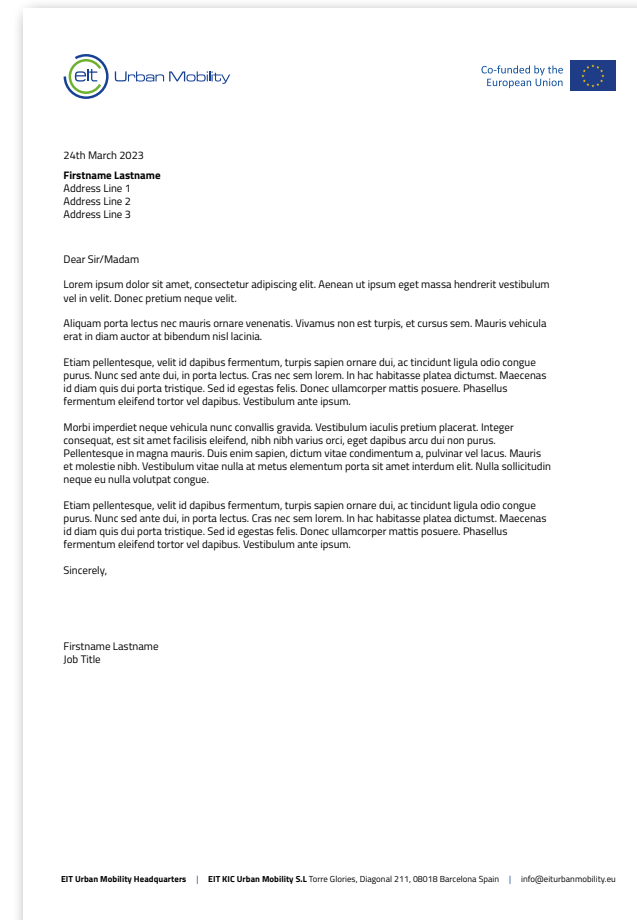 eit Urban Mobility
Co-funded by the
European Union
24th March 2023
Firstname Lastname
Address Line 1
Address Line 2
Address Line 3
Dear Sir/Madam
Lorem ipsum dolor sit amet, consectetur adipiscing elit. Aenean ut ipsum eget massa hendrerit vestibulum
vel in velit. Donec pretium neque velit.
Aliquam porta lectus nec mauris ornare venenatis. Vivamus non est turpis, et cursus sem. Mauris vehicula
erat in diam auctor at bibendum nisl lacinia.
Etiam pellentesque, velit id dapibus fermentum, turpis sapien ornare dui, ac tincidunt ligula odio congue
purus. Nunc sed ante dui, in porta lectus. Cras nec sem lorem. In hac habitasse platea dictumst. Maecenas
id diam quis dui porta tristique. Sed id egestas felis. Donec ullamcorper mattis posuere. Phasellus
fermentum eleifend tortor vel dapibus. Vestibulum ante ipsum.
Morbi imperdiet neque vehicula nunc convallis gravida. Vestibulum iaculis pretium placerat. Integer
consequat, est sit amet facilisis eleifend, nibh nibh varius orci, eget dapibus arcu dui non purus.
Pellentesque in magna mauris. Duis enim sapien, dictum vitae condimentum a, pulvinar vel lacus. Mauris
et molestie nibh. Vestibulum vitae nulla at metus elementum porta sit amet interdum elit. Nulla sollicitudin
neque eu nulla volutpat congue.
Etiam pellentesque, velit id dapibus fermentum, turpis sapien ornare dui, ac tincidunt ligula odio congue
purus. Nunc sed ante dui, in porta lectus. Cras nec sem lorem. In hac habitasse platea dictumst. Maecenas
id diam quis dui porta tristique. Sed id egestas felis. Donec ullamcorper mattis posuere. Phasellus
fermentum eleifend tortor vel dapibus. Vestibulum ante ipsum.
Sincerely,
Firstname Lastname
Job Title
EIT Urban Mobility Headquarters | EIT KIC Urban Mobility S.L Torre Glories, Diagonal 211, 08018 Barcelona Spain | info@eiturbanmobility.eu